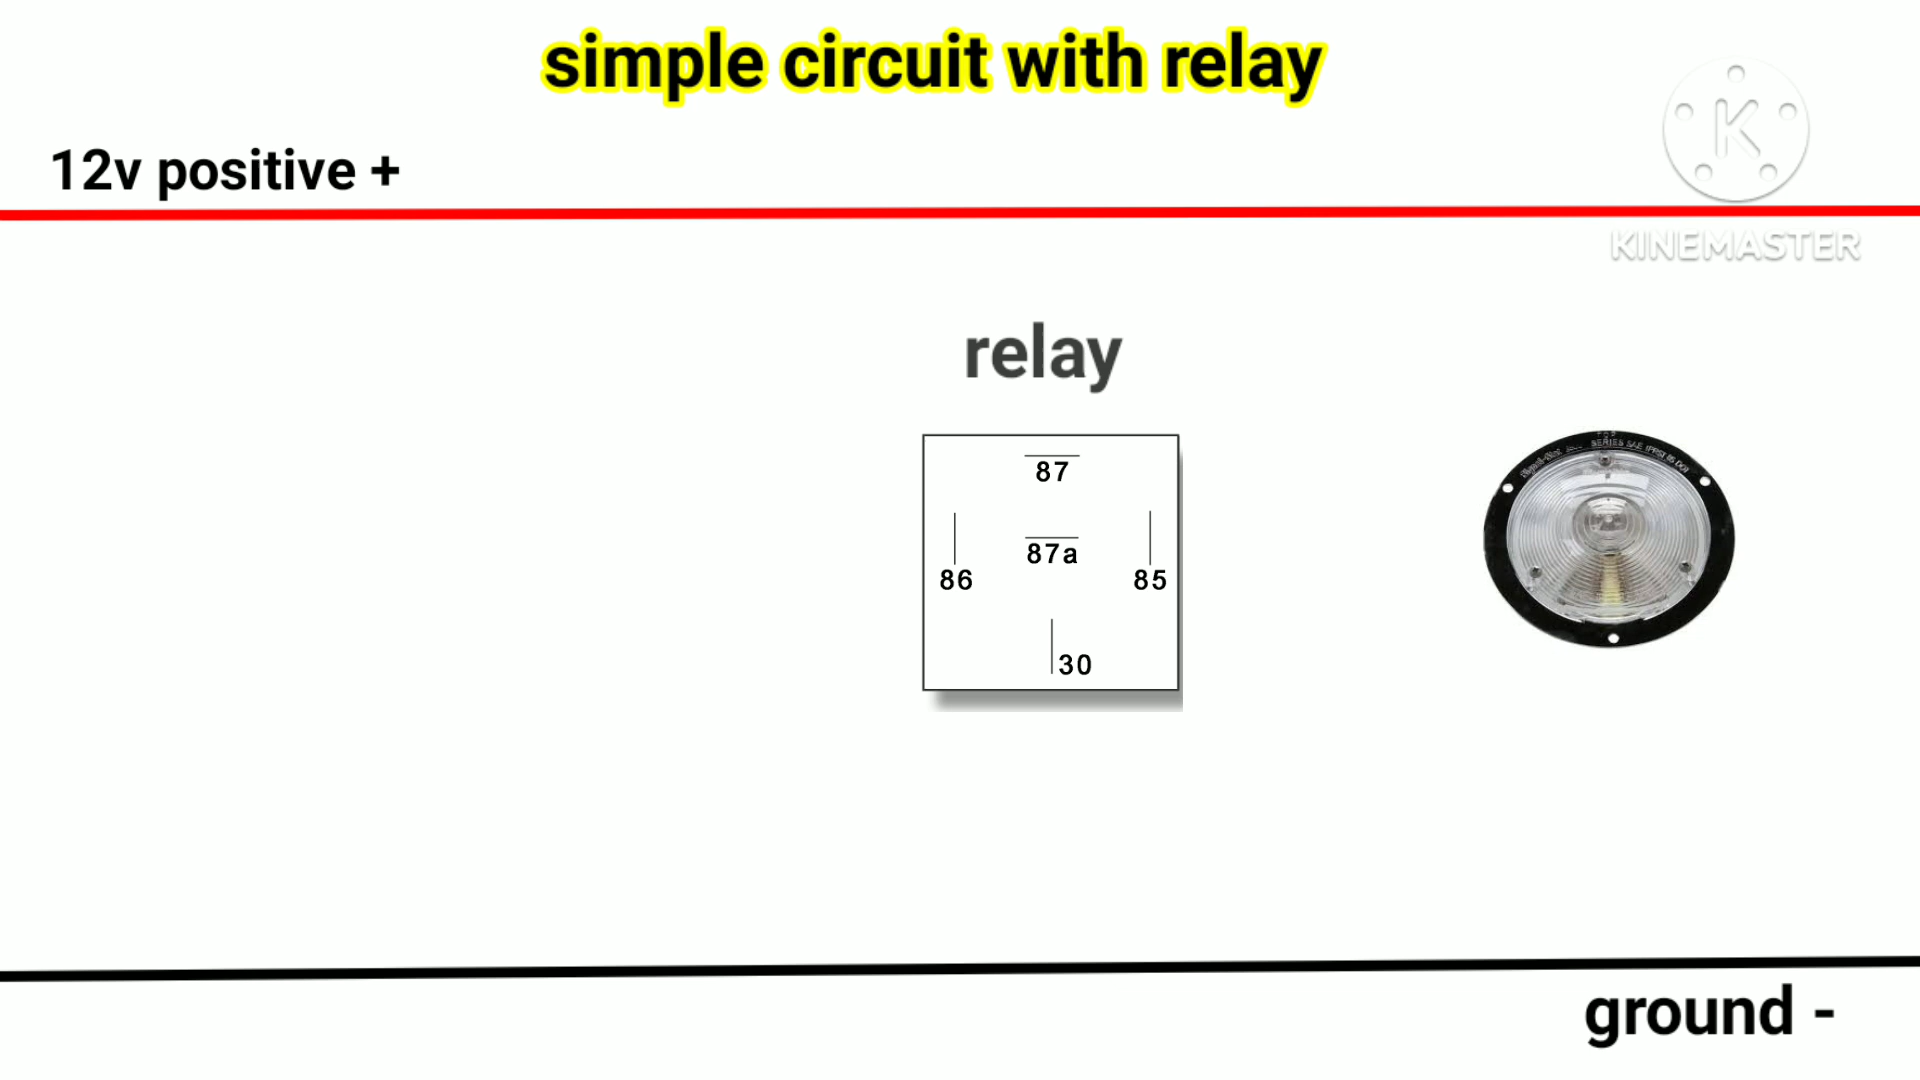 simple circuit with relay
12v positive +
K
KINEMASTER
relay
87
87a
86
85
30
ground -